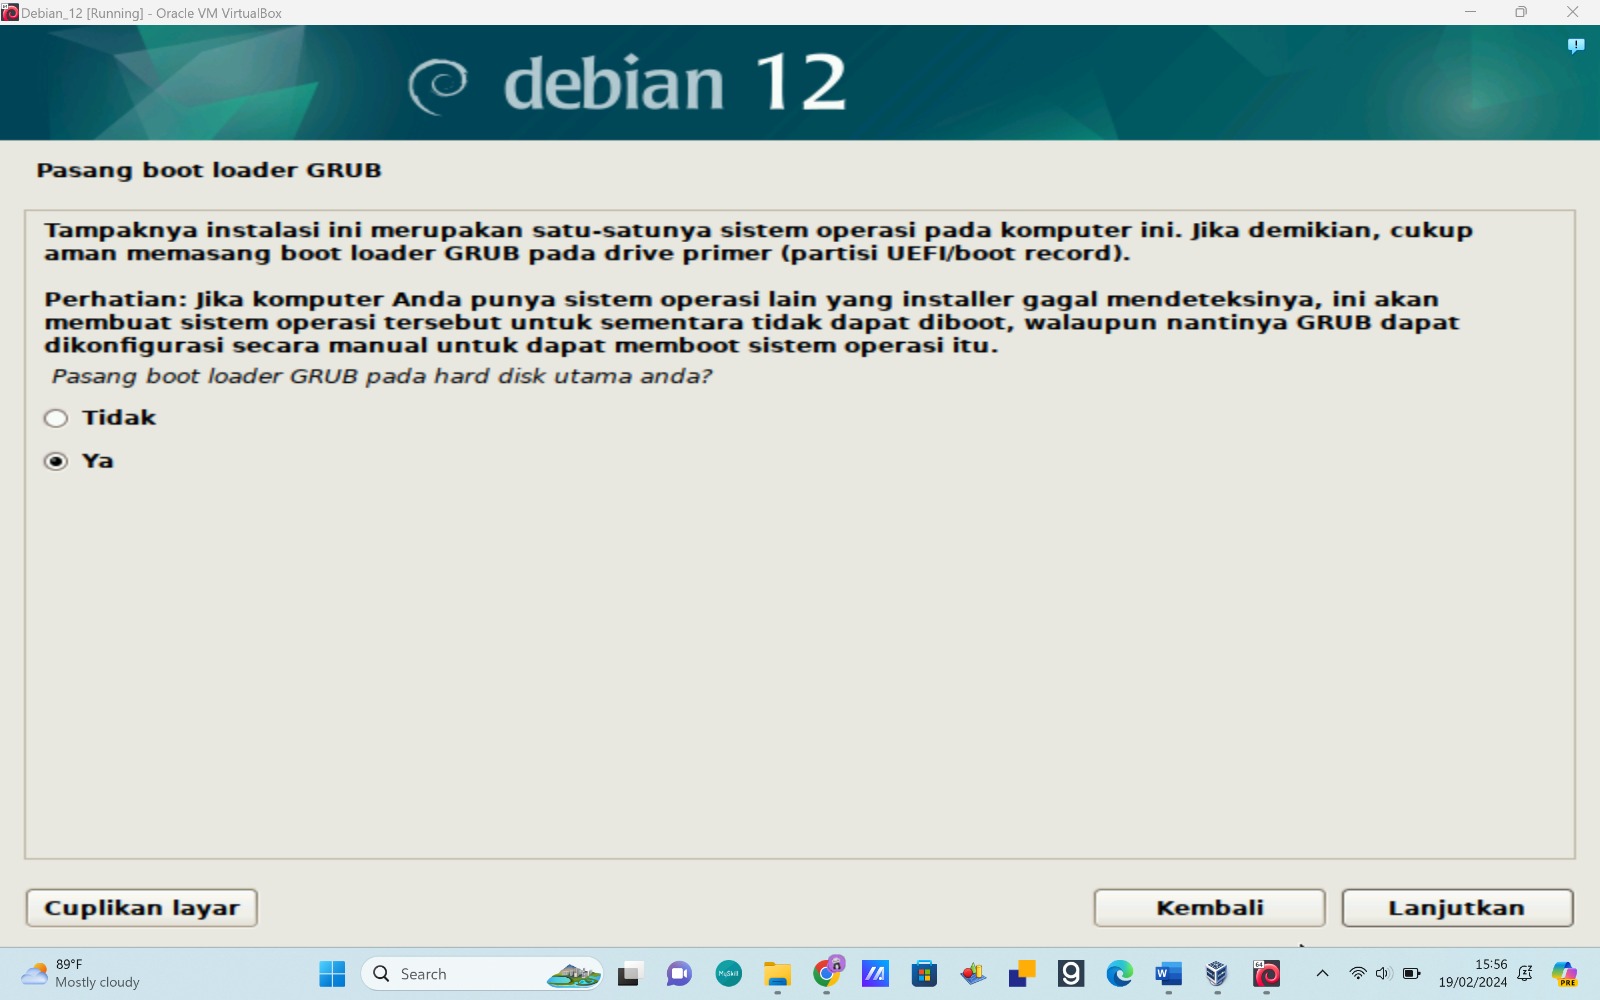 Debian_12 [Running] - Oracle VM VirtualBox
debian 12
Pasang boot loader GRUB
Tampaknya instalasi ini merupakan satu-satunya sistem operasi pada komputer ini. Jika demikian, cukup
aman memasang boot loader GRUB pada drive primer (partisi UEFI/boot record).
Perhatian: Jika komputer Anda punya sistem operasi lain yang installer gagal mendeteksinya, ini akan
membuat sistem operasi tersebut untuk sementara tidak dapat diboot, walaupun nantinya GRUB dapat
dikonfigurasi secara manual untuk dapat memboot sistem operasi itu.
Pasang boot loader GRUB pada hard disk utama anda?
Tidak
Ya
Cuplikan layar
Kembali
Lanjutkan
89°F
Mostly cloudy
Search
MySkill
g
W
64
15:56
19/02/2024
PRE